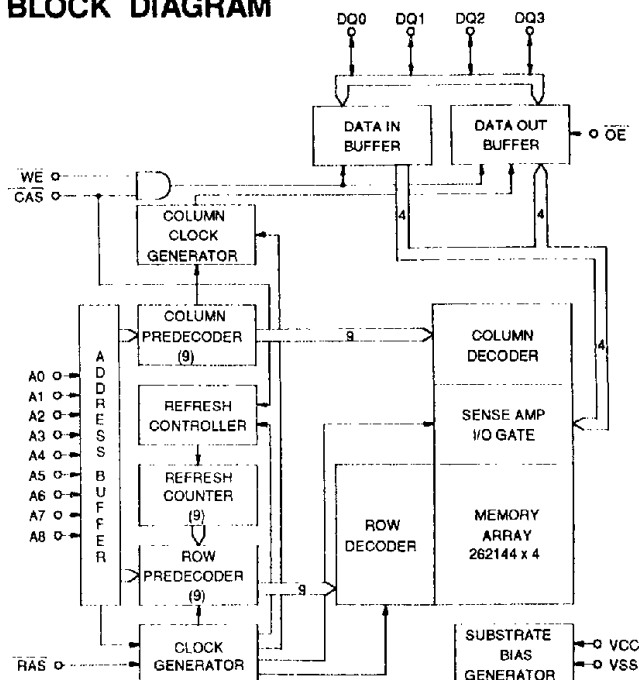 BLOCK DIAGRAM
DQ0 DQ1 DQ2 DQ3
DATA IN
BUFFER
DATA OUT
BUFFER
OE
WE
CAS
COLUMN
CLOCK
GENERATOR
4
4
4
COLUMN
PREDECODER
(9)
9
COLUMN
DECODER
ADDRESS BUFFER
A0
A1
A2
A3
A4
A5
A6
A7
A8
REFRESH
CONTROLLER
SENSE AMP
I/O GATE
REFRESH
COUNTER
(9)
ROW
DECODER
MEMORY
ARRAY
262144 x 4
ROW
PREDECODER
(9)
9
RAS
CLOCK
GENERATOR
SUBSTRATE
BIAS
GENERATOR
VCC
VSS